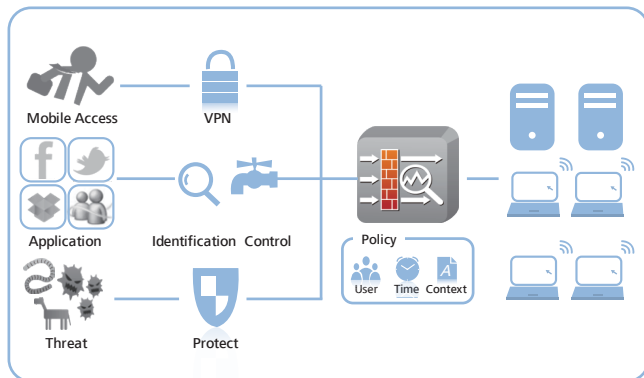 Mobile Access
VPN
Application
Identification Control
Policy
User
Time
Context
Threat
Protect
f
A